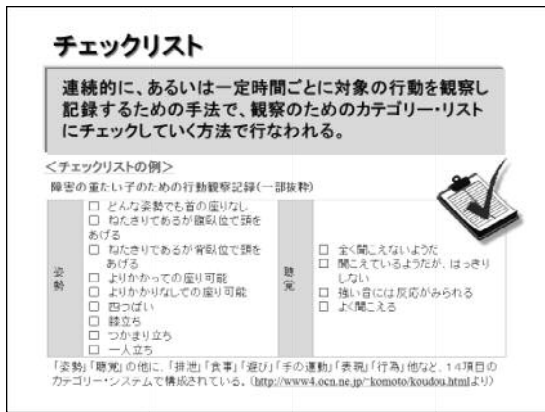 チェックリスト
連続的に、あるいは一定時間ごとに対象の行動を観察し
記録するための手法で、観察のためのカテゴリー・リスト
にチェックしていく方法で行なわれる。
＜チェックリストの例＞
障害の重たい子のための行動観察記録(一部抜粋)
姿勢
□ どんな姿勢でも首の座りなし
□ ねたきりであるが腹臥位で頭を
あげる
□ ねたきりであるが背臥位で頭を
あげる
□ よりかかっての座り可能
□ よりかかりなしでの座り可能
□ 四つばい
□ 膝立ち
□ つかまり立ち
□ 一人立ち
聴覚
□ 全く聞こえないようだ
□ 聞こえているようだが、はっきり
しない
□ 強い音には反応がみられる
□ よく聞こえる
「姿勢」「聴覚」の他に、「排泄」「食事」「遊び」「手の運動」「表現」「行為」他など、１４項目の
カテゴリー・システムで構成されている。(http://www4.ocn.ne.jp/~komoto/koudou.htmlより)